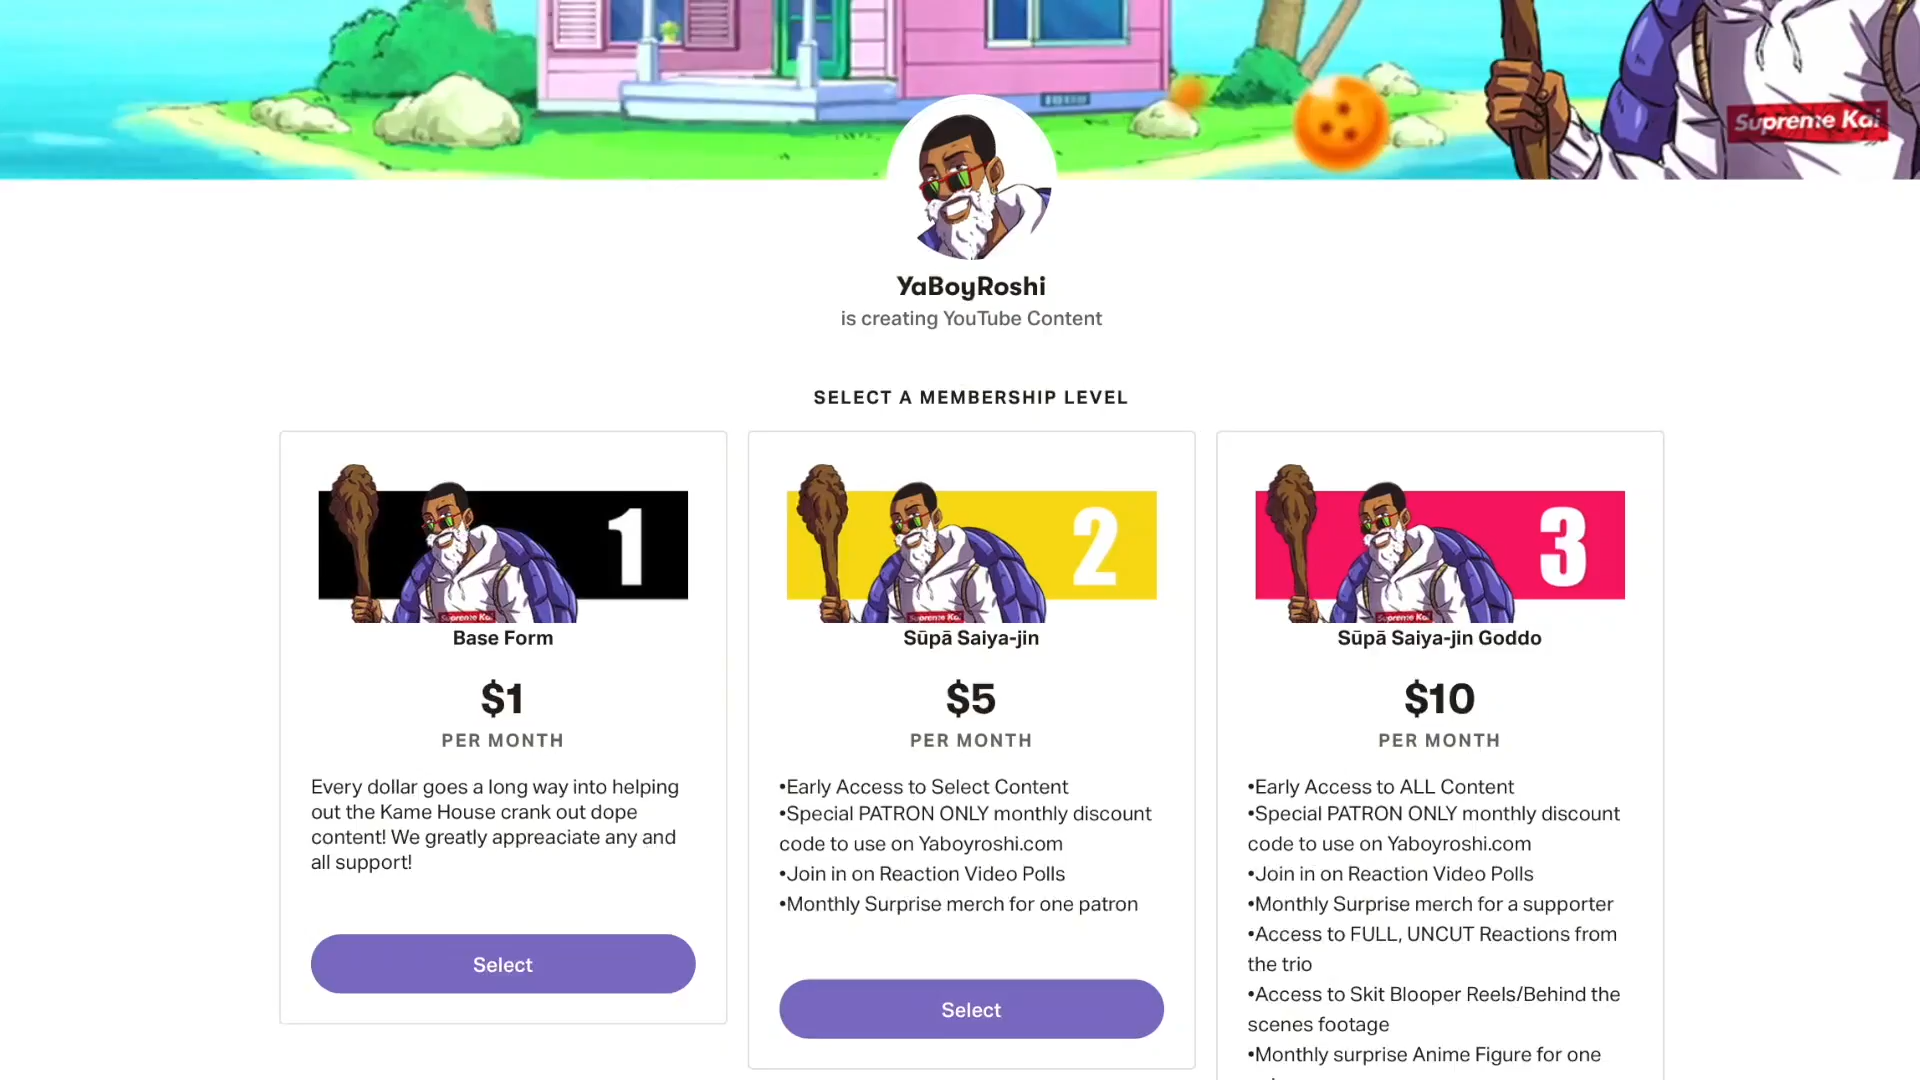 Supreme Kai
YaBoyRoshi
is creating YouTube Content
SELECT A MEMBERSHIP LEVEL
1
Supreme Kai
Base Form
$1
PER MONTH
Every dollar goes a long way into helping
out the Kame House crank out dope
content! We greatly appreaciate any and
all support!
Select
2
Supreme Kai
Sūpā Saiya-jin
$5
PER MONTH
•Early Access to Select Content
•Special PATRON ONLY monthly discount
code to use on Yaboyroshi.com
•Join in on Reaction Video Polls
•Monthly Surprise merch for one patron
Select
3
Supreme Kai
Sūpā Saiya-jin Goddo
$10
PER MONTH
•Early Access to ALL Content
•Special PATRON ONLY monthly discount
code to use on Yaboyroshi.com
•Join in on Reaction Video Polls
•Monthly Surprise merch for a supporter
•Access to FULL, UNCUT Reactions from
the trio
•Access to Skit Blooper Reels/Behind the
scenes footage
•Monthly surprise Anime Figure for one